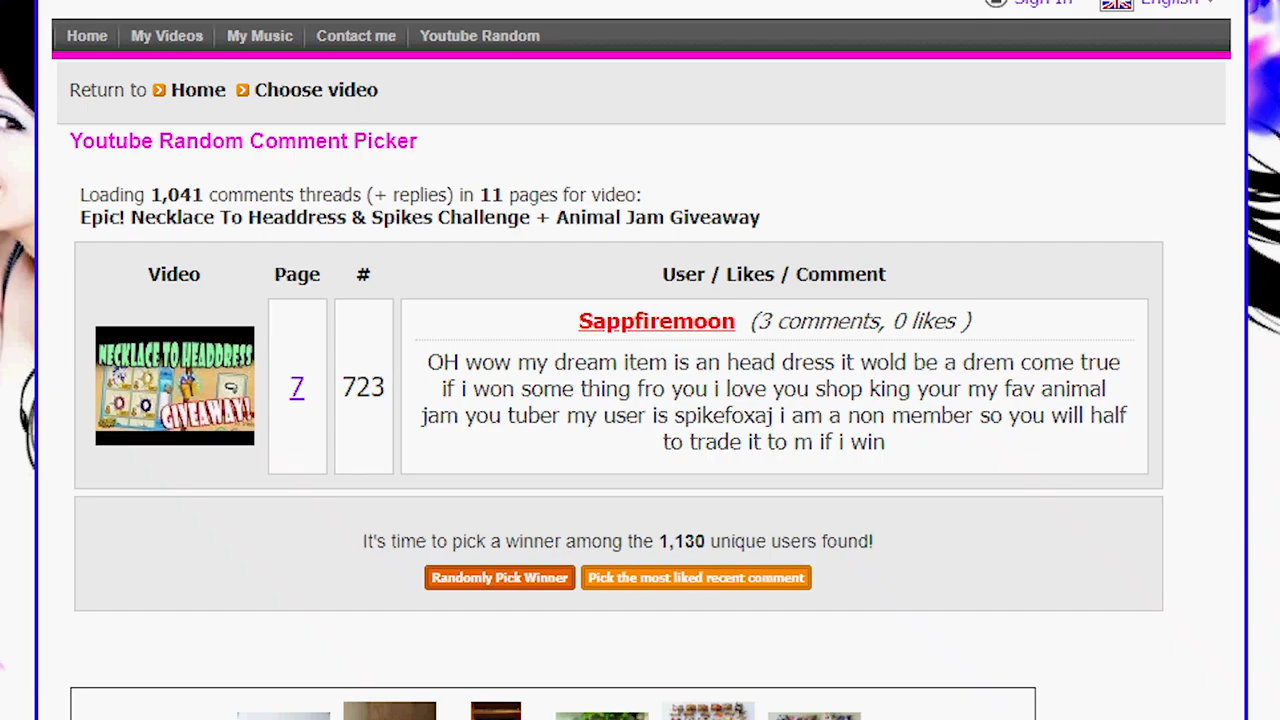 Sign In English
Home My Videos My Music Contact me Youtube Random
Return to Home Choose video
Youtube Random Comment Picker
Loading 1,041 comments threads (+ replies) in 11 pages for video:
Epic! Necklace To Headdress & Spikes Challenge + Animal Jam Giveaway
Video Page # User / Likes / Comment
Sappfiremoon (3 comments, 0 likes )
NECKLACE TO HEADDRESS
GIVEAWAY!
7 723
OH wow my dream item is an head dress it wold be a drem come true
if i won some thing fro you i love you shop king your my fav animal
jam you tuber my user is spikefoxaj i am a non member so you will half
to trade it to m if i win
It's time to pick a winner among the 1,130 unique users found!
Randomly Pick Winner Pick the most liked recent comment